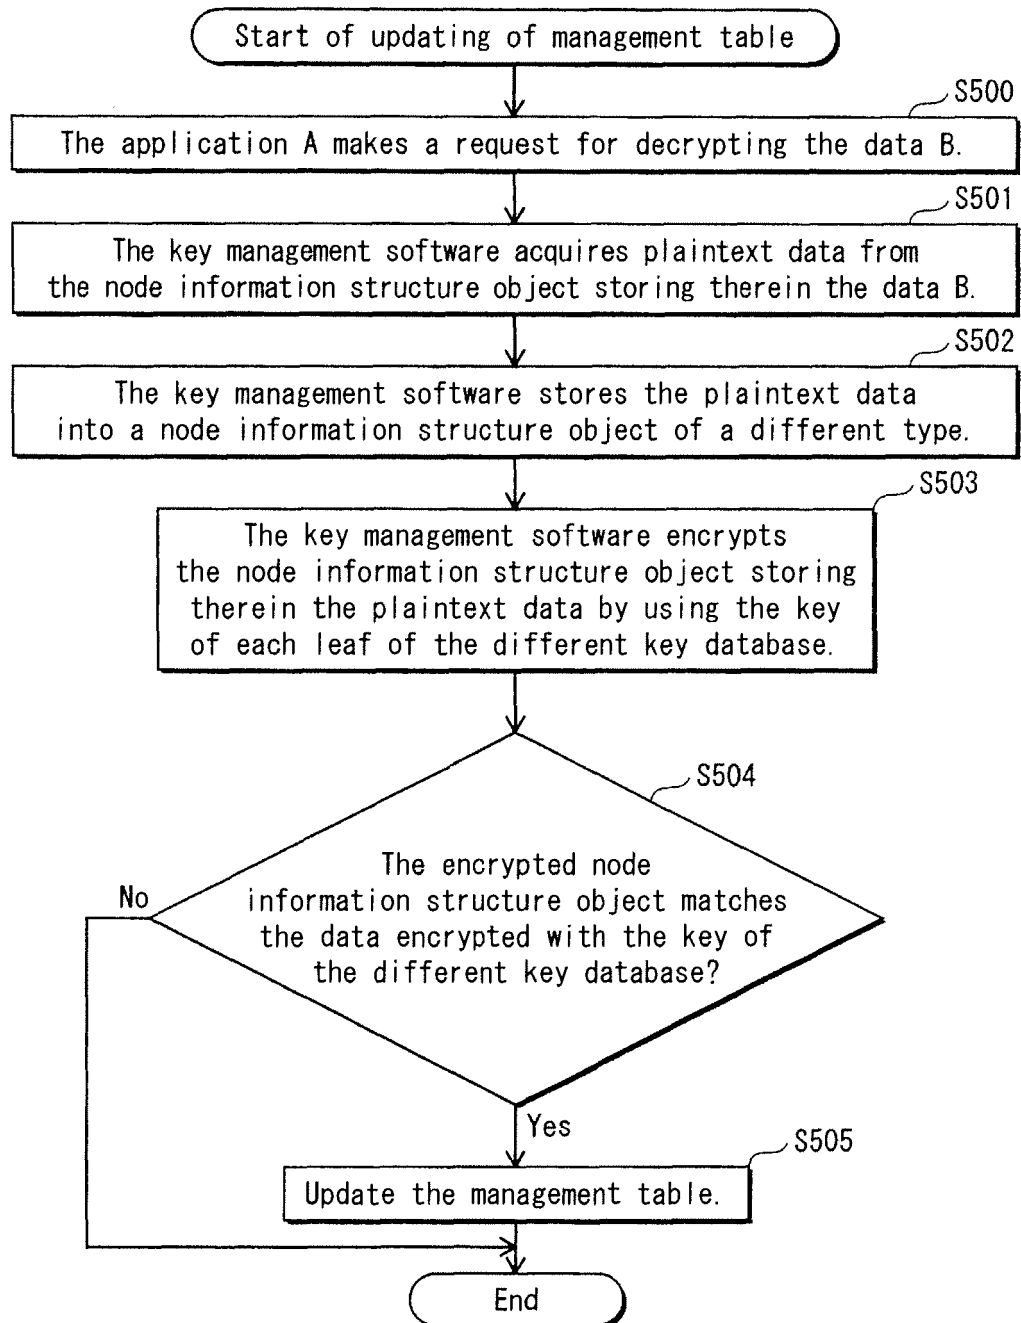 Start of updating of management table
S500
The application A makes a request for decrypting the data B.
S501
The key management software acquires plaintext data from
the node information structure object storing therein the data B.
S502
The key management software stores the plaintext data
into a node information structure object of a different type.
S503
The key management software encrypts
the node information structure object storing
therein the plaintext data by using the key
of each leaf of the different key database.
S504
The encrypted node
information structure object matches
the data encrypted with the key of
the different key database?
No
Yes
S505
Update the management table.
End